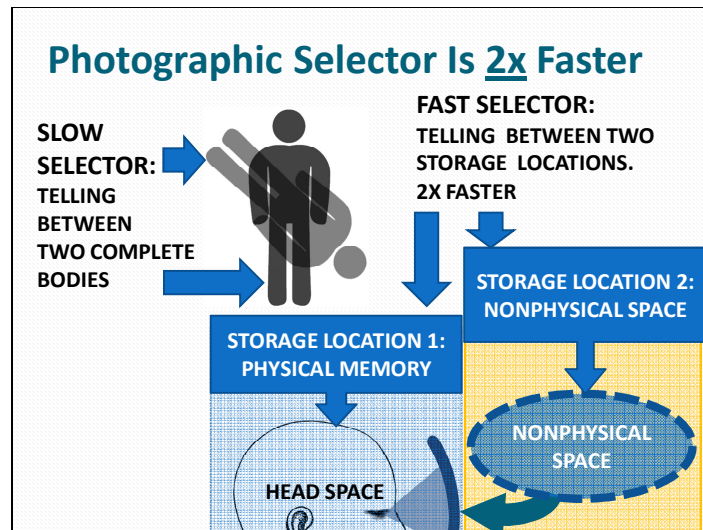 Photographic Selector Is 2x Faster
SLOW
SELECTOR:
TELLING
BETWEEN
TWO COMPLETE
BODIES
FAST SELECTOR:
TELLING BETWEEN TWO
STORAGE LOCATIONS.
2X FASTER
STORAGE LOCATION 1:
PHYSICAL MEMORY
STORAGE LOCATION 2:
NONPHYSICAL SPACE
HEAD SPACE
NONPHYSICAL
SPACE